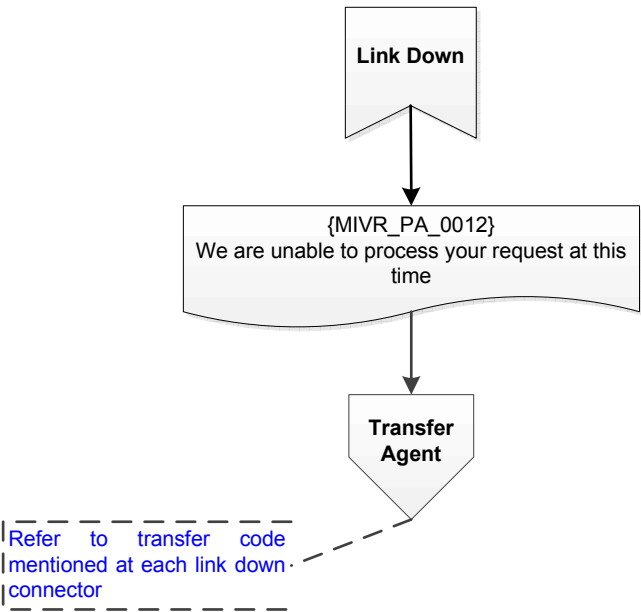 Link Down
{MIVR_PA_0012}
We are unable to process your request at this
time
Transfer
Agent
Refer to transfer code
mentioned at each link down
connector